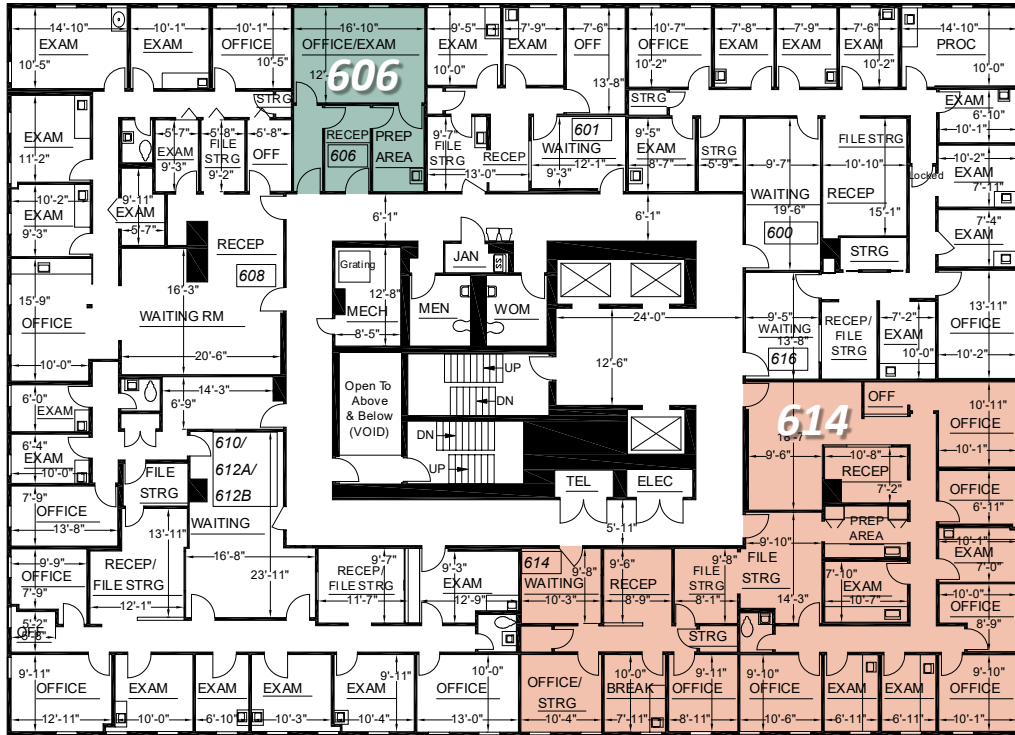 14'-10"
EXAM
10'-5"
10'-1"
EXAM
10'-1"
OFFICE
10'-5"
16'-10"
OFFICE/EXAM
12'
606
9'-5"
EXAM
10'-0"
7'-9"
EXAM
7'-6"
OFF
13'-8"
10'-7"
OFFICE
10'-2"
7'-8"
EXAM
7'-9"
EXAM
7'-6"
EXAM
10'-2"
14'-10"
PROC
10'-0"
STRG
STRG
EXAM
6'-10"
10'-1"
EXAM
11'-2"
5'-7"
EXAM
9'-3"
5'-8"
FILE
STRG
9'-2"
5'-8"
OFF
RECEP
606
PREP
AREA
9'-7"
FILE
STRG
RECEP
13'-0"
601
WAITING
9'-3"
12'-1"
9'-5"
EXAM
8'-7"
STRG
5'-9"
9'-7"
WAITING
19'-6"
600
FILE STRG
10'-10"
RECEP
15'-1"
10'-2"
EXAM
7'-11"
Locked
10'-2"
EXAM
9'-3"
9'-11"
EXAM
5'-7"
RECEP
608
6'-1"
6'-1"
7'-4"
EXAM
STRG
JAN
SS
Grating
12'-8"
MECH
8'-5"
MEN
WOM
24'-0"
12'-6"
15'-9"
OFFICE
10'-0"
16'-3"
WAITING RM
20'-6"
9'-5"
WAITING
13'-8"
616
RECEP/
FILE
STRG
7'-2"
EXAM
10'-0"
13'-11"
OFFICE
10'-2"
Open To
Above
& Below
(VOID)
UP
DN
DN
UP
6'-0"
EXAM
14'-3"
6'-9"
OFF
614
9'-6"
10'-8"
RECEP
7'-2"
10'-11"
OFFICE
10'-1"
6'-4"
EXAM
10'-0"
610/
612A/
612B
FILE
STRG
WAITING
TEL
ELEC
5'-11"
OFFICE
6'-11"
7'-9"
OFFICE
13'-8"
13'-11"
PREP
AREA
9'-10"
FILE
STRG
14'-3"
10'-1"
EXAM
7'-0"
9'-9"
OFFICE
7'-9"
RECEP/
FILE STRG
12'-1"
16'-8"
23'-11"
9'-7"
RECEP/
FILE STRG
11'-7"
9'-3"
EXAM
12'-9"
614
WAITING
9'-8"
10'-3"
9'-6"
RECEP
8'-9"
9'-8"
FILE
STRG
8'-1"
7'-10"
EXAM
10'-7"
10'-0"
OFFICE
8'-9"
5'-2"
OFF
STRG
9'-11"
OFFICE
12'-11"
EXAM
10'-0"
EXAM
6'-10"
EXAM
10'-3"
9'-11"
EXAM
10'-4"
10'-0"
OFFICE
13'-0"
OFFICE/
STRG
10'-4"
10'-0"
BREAK
7'-11"
9'-11"
OFFICE
8'-11"
9'-10"
OFFICE
10'-6"
EXAM
6'-11"
EXAM
6'-11"
9'-10"
OFFICE
10'-1"